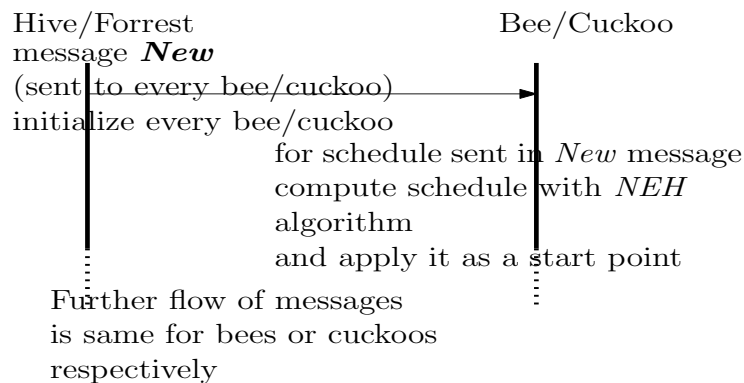 Hive/Forrest
Bee/Cuckoo
message New
(sent to every bee/cuckoo)
initialize every bee/cuckoo
for schedule sent in New message
compute schedule with NEH
algorithm
and apply it as a start point
Further flow of messages
is same for bees or cuckoos
respectively